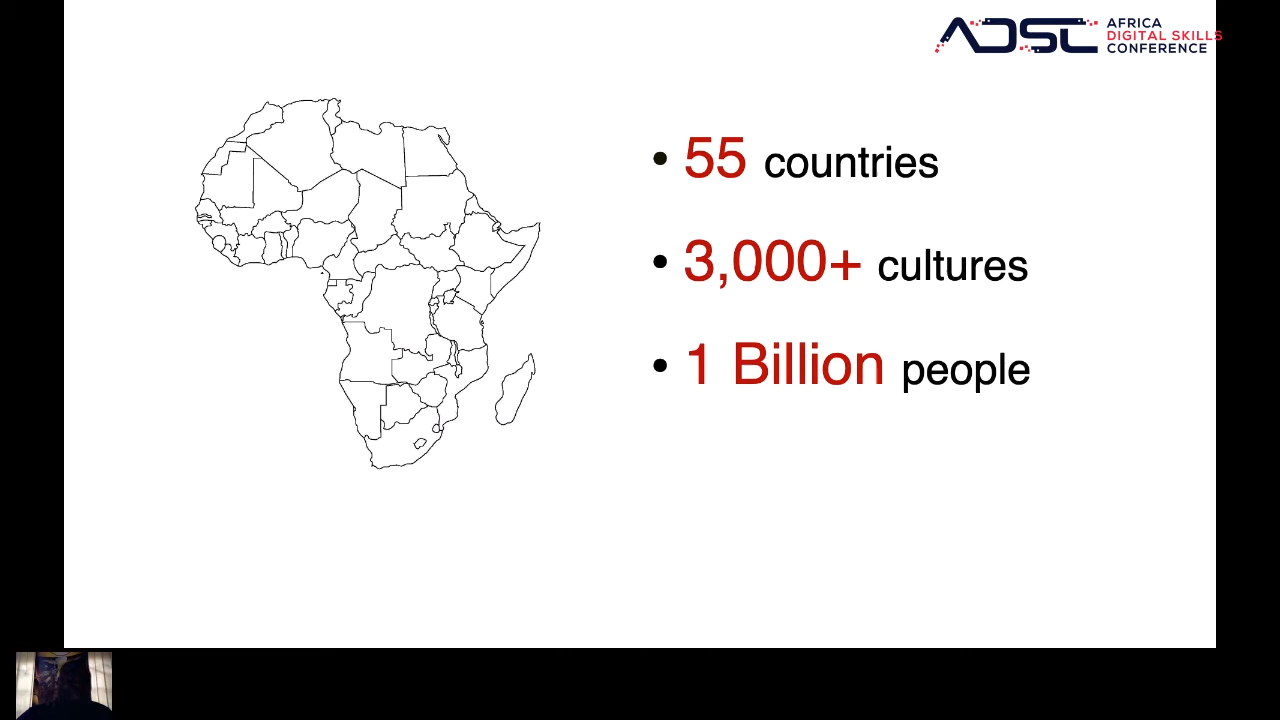 AFRICA
DIGITAL SKILLS
CONFERENCE
ADSC
• 55 countries
• 3,000+ cultures
• 1 Billion people